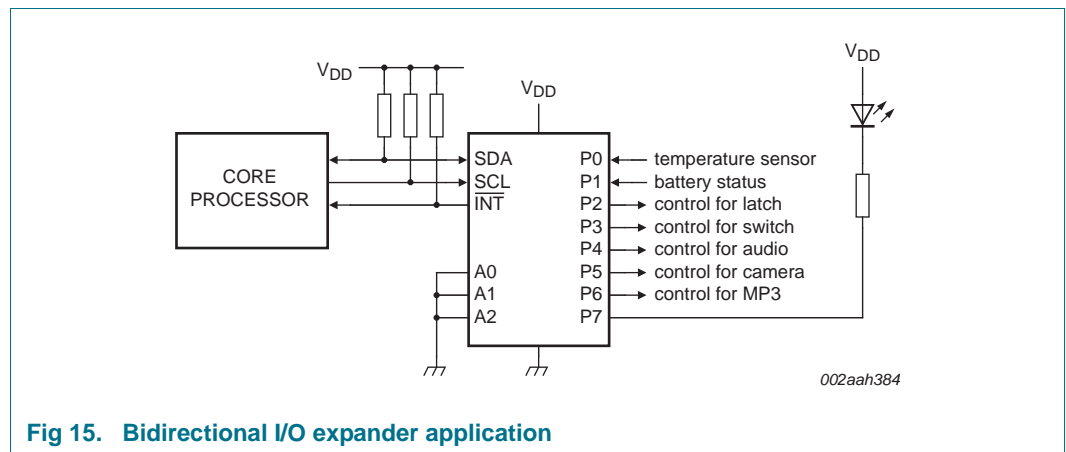 VDD
VDD
VDD
CORE
PROCESSOR
SDA
SCL
INT
A0
A1
A2
P0
P1
P2
P3
P4
P5
P6
P7
temperature sensor
battery status
control for latch
control for switch
control for audio
control for camera
control for MP3
002aah384
Fig 15. Bidirectional I/O expander application